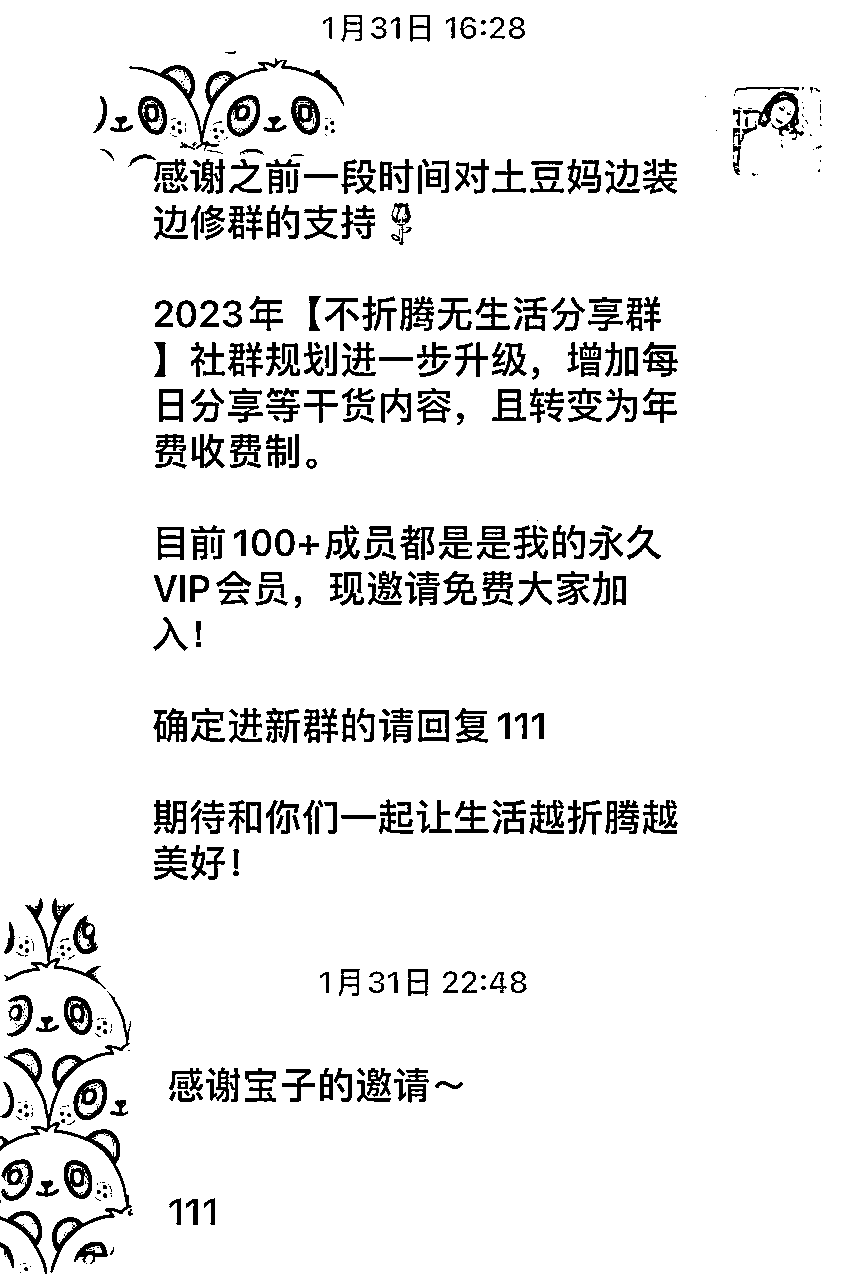 1月31日 16:28
感谢之前一段时间对土豆妈边装
边修群的支持🌹
2023年【不折腾无生活分享群
】社群规划进一步升级，增加每
日分享等干货内容，且转变为年
费收费制。
目前100+成员都是是我的永久
VIP会员，现邀请免费大家加
入！
确定进新群的请回复111
期待和你们一起让生活越折腾越
美好！
1月31日 22:48
感谢宝子的邀请～
111